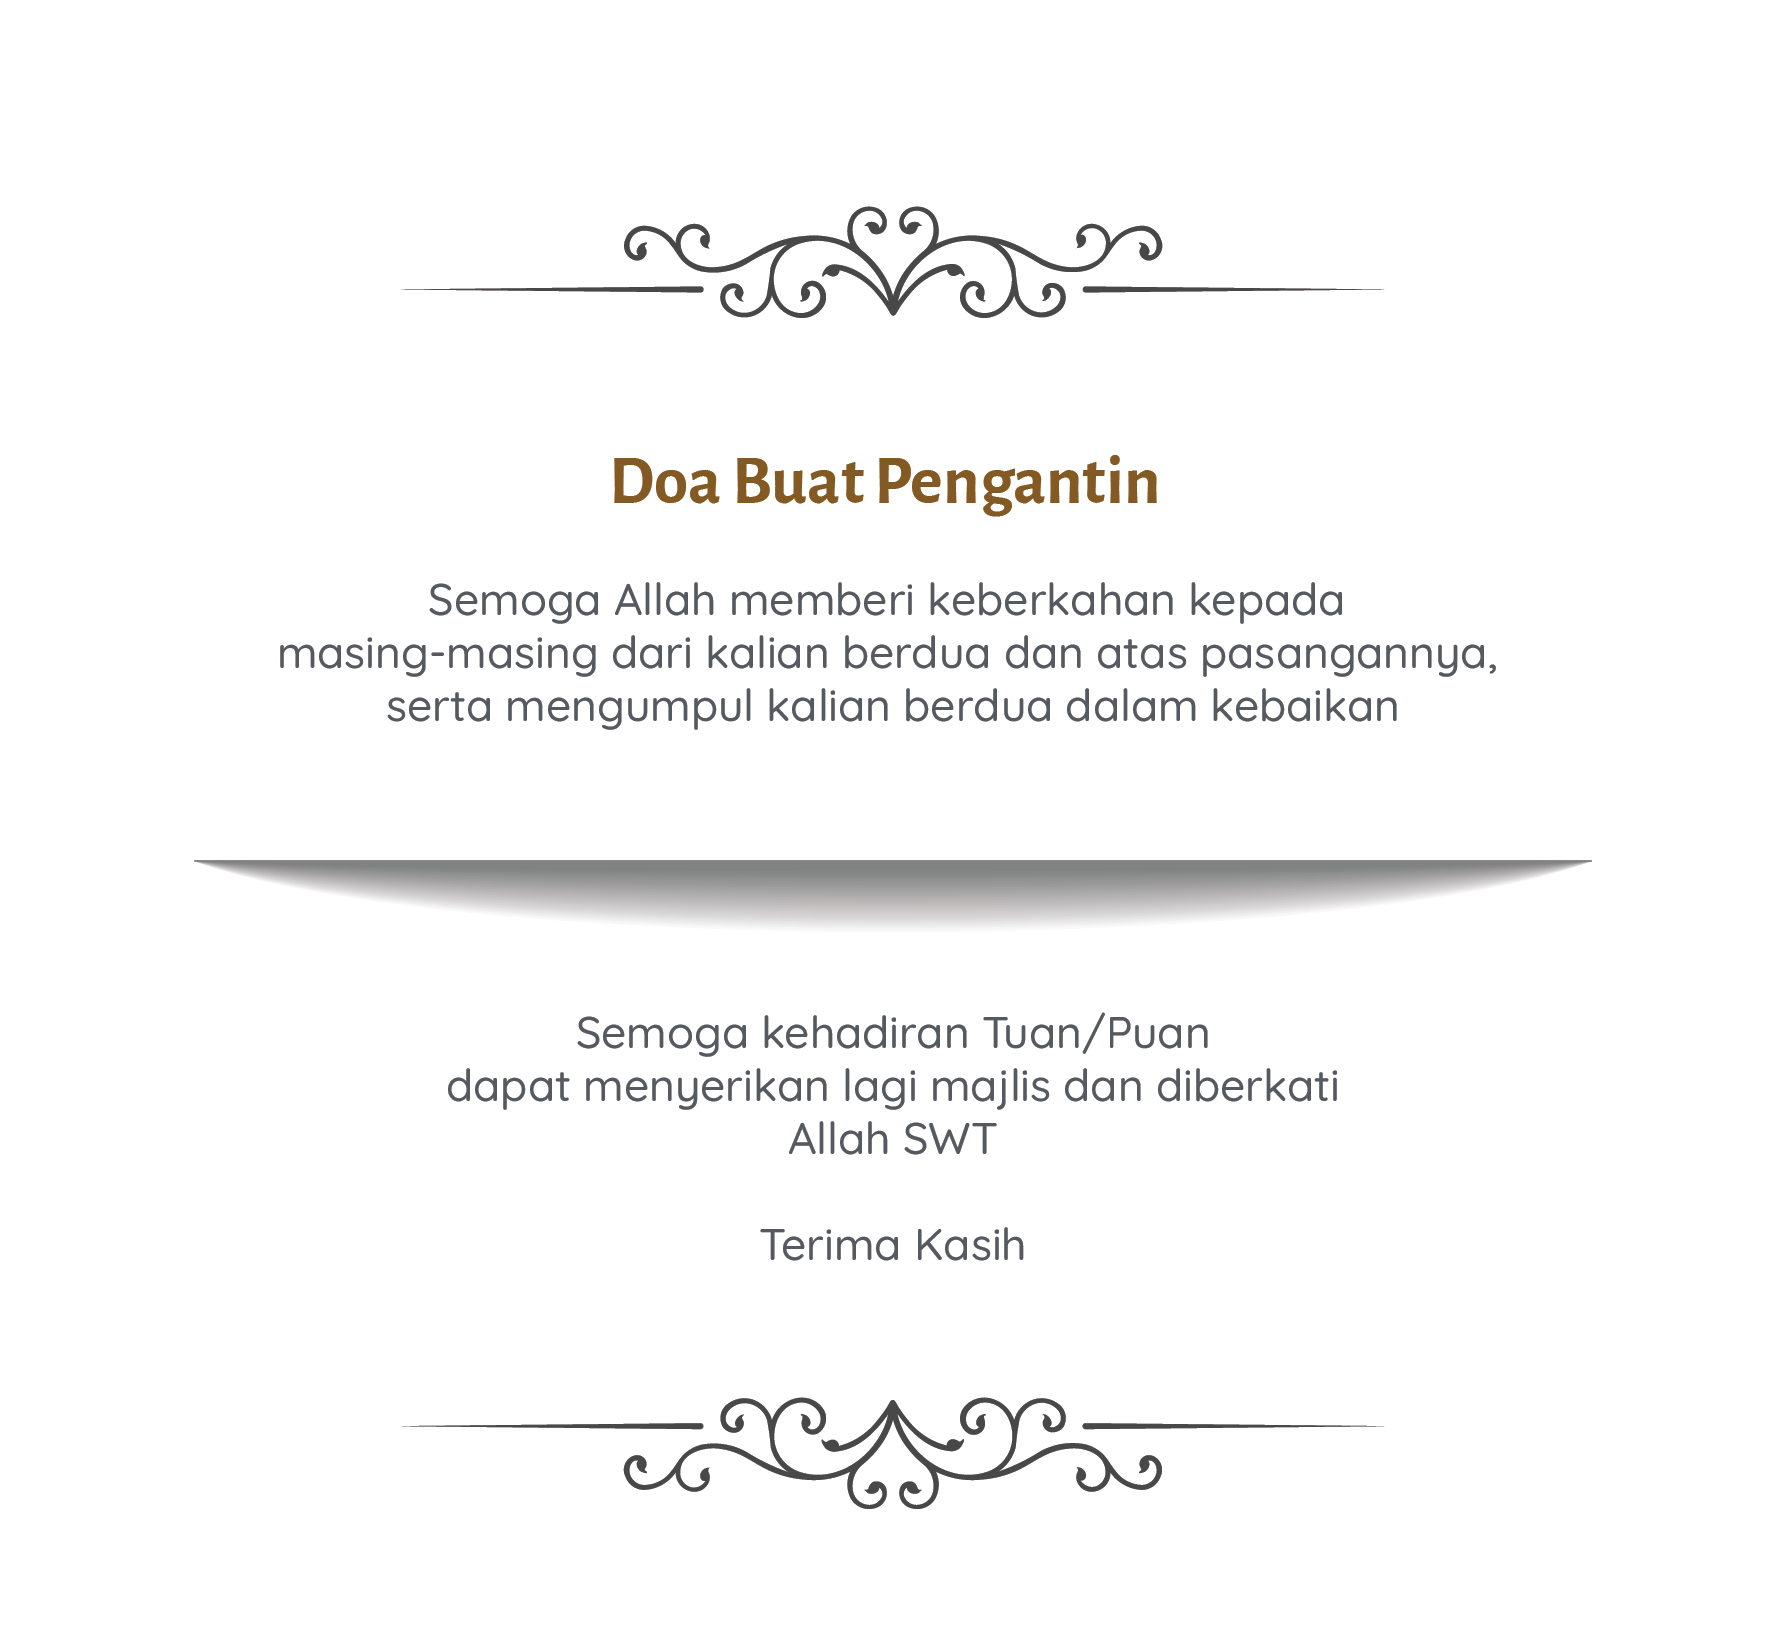 Doa Buat Pengantin
Semoga Allah memberi keberkahan kepada
masing-masing dari kalian berdua dan atas pasangannya,
serta mengumpul kalian berdua dalam kebaikan
Semoga kehadiran Tuan/Puan
dapat menyerikan lagi majlis dan diberkati
Allah SWT
Terima Kasih